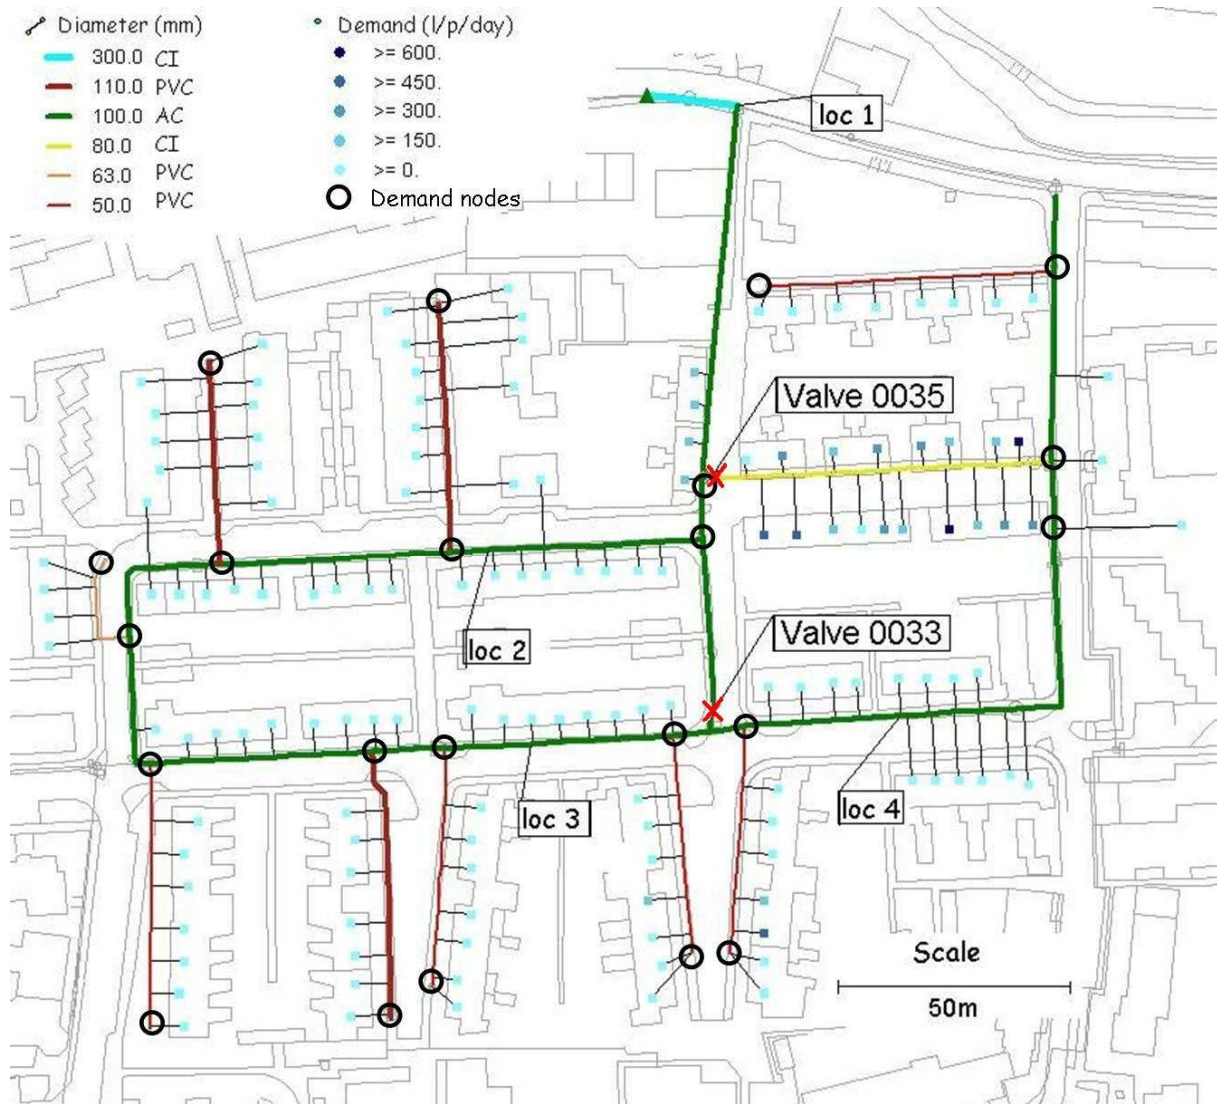 Diameter (mm)
300.0 CI
110.0 PVC
100.0 AC
80.0 CI
63.0 PVC
50.0 PVC
Demand (l/p/day)
>= 600.
>= 450.
>= 300.
>= 150.
>= 0.
Demand nodes
loc 1
Valve 0035
loc 2
Valve 0033
loc 3
loc 4
Scale
50m